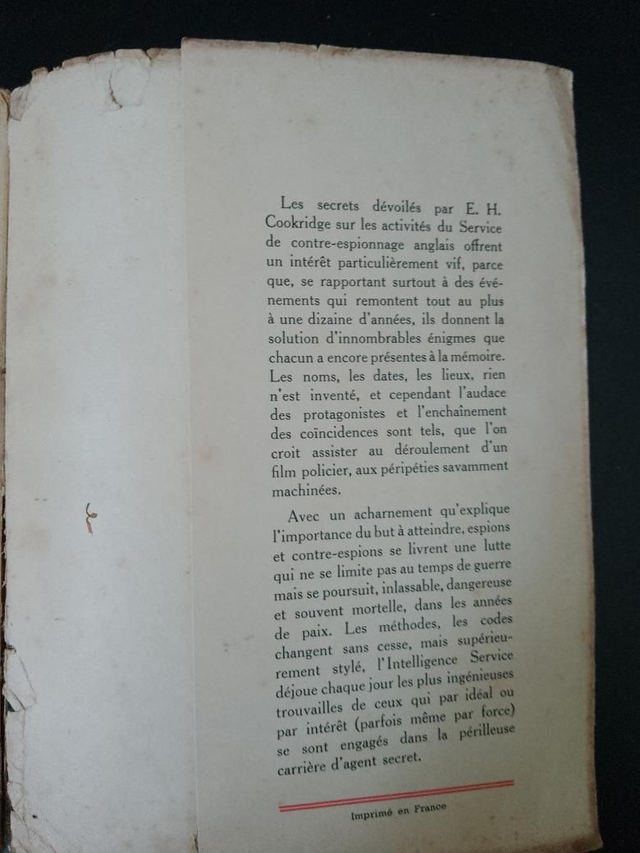 Les secrets dévoilés par E. H.
Cookridge sur les activités du Service
de contre-espionnage anglais offrent
un intérêt particulièrement vif, parce
que, se rapportant surtout à des évé-
nements qui remontent tout au plus
à une dizaine d'années, ils donnent la
solution d'innombrables énigmes que
chacun a encore présentes à la mémoire.
Les noms, les dates, les lieux, rien
n'est inventé, et cependant l'audace
des protagonistes et l'enchaînement
des coïncidences sont tels, que l'on
croit assister au déroulement d'un
film policier, aux péripéties savamment
machinées.
Avec un acharnement qu'explique
l'importance du but à atteindre, espions
et contre-espions se livrent une lutte
qui ne se limite pas au temps de guerre
mais se poursuit, inlassable, dangereuse
et souvent mortelle, dans les années
de paix. Les méthodes, les codes
changent sans cesse, mais supérieu-
rement stylé, l'Intelligence Service
déjoue chaque jour les plus ingénieuses
trouvailles de ceux qui par idéal ou
par intérêt (parfois même par force)
se sont engagés dans la périlleuse
carrière d'agent secret.
Imprimé en France